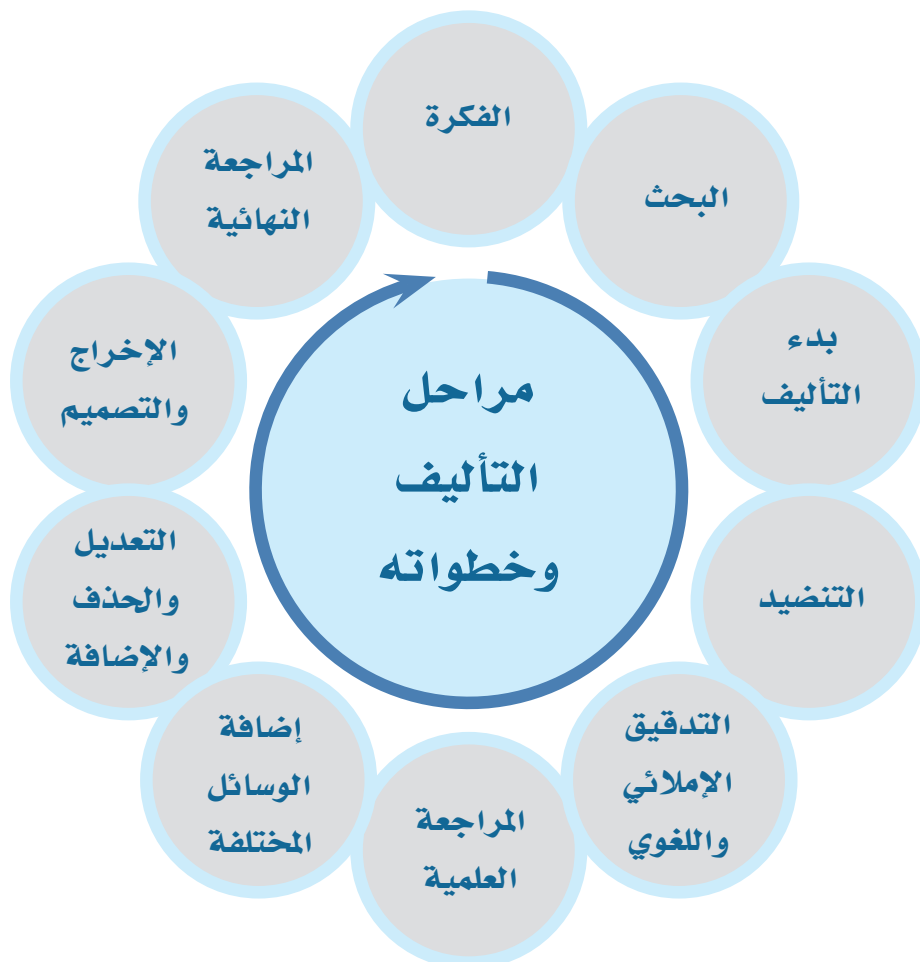 مراحل
التأليف
وخطواته
الفكرة
البحث
بدء
التأليف
التنضيد
التدقيق
الإملائي
واللغوي
المراجعة
العلمية
إضافة
الوسائل
المختلفة
التعديل
والحذف
والإضافة
الإخراج
والتصميم
المراجعة
النهائية